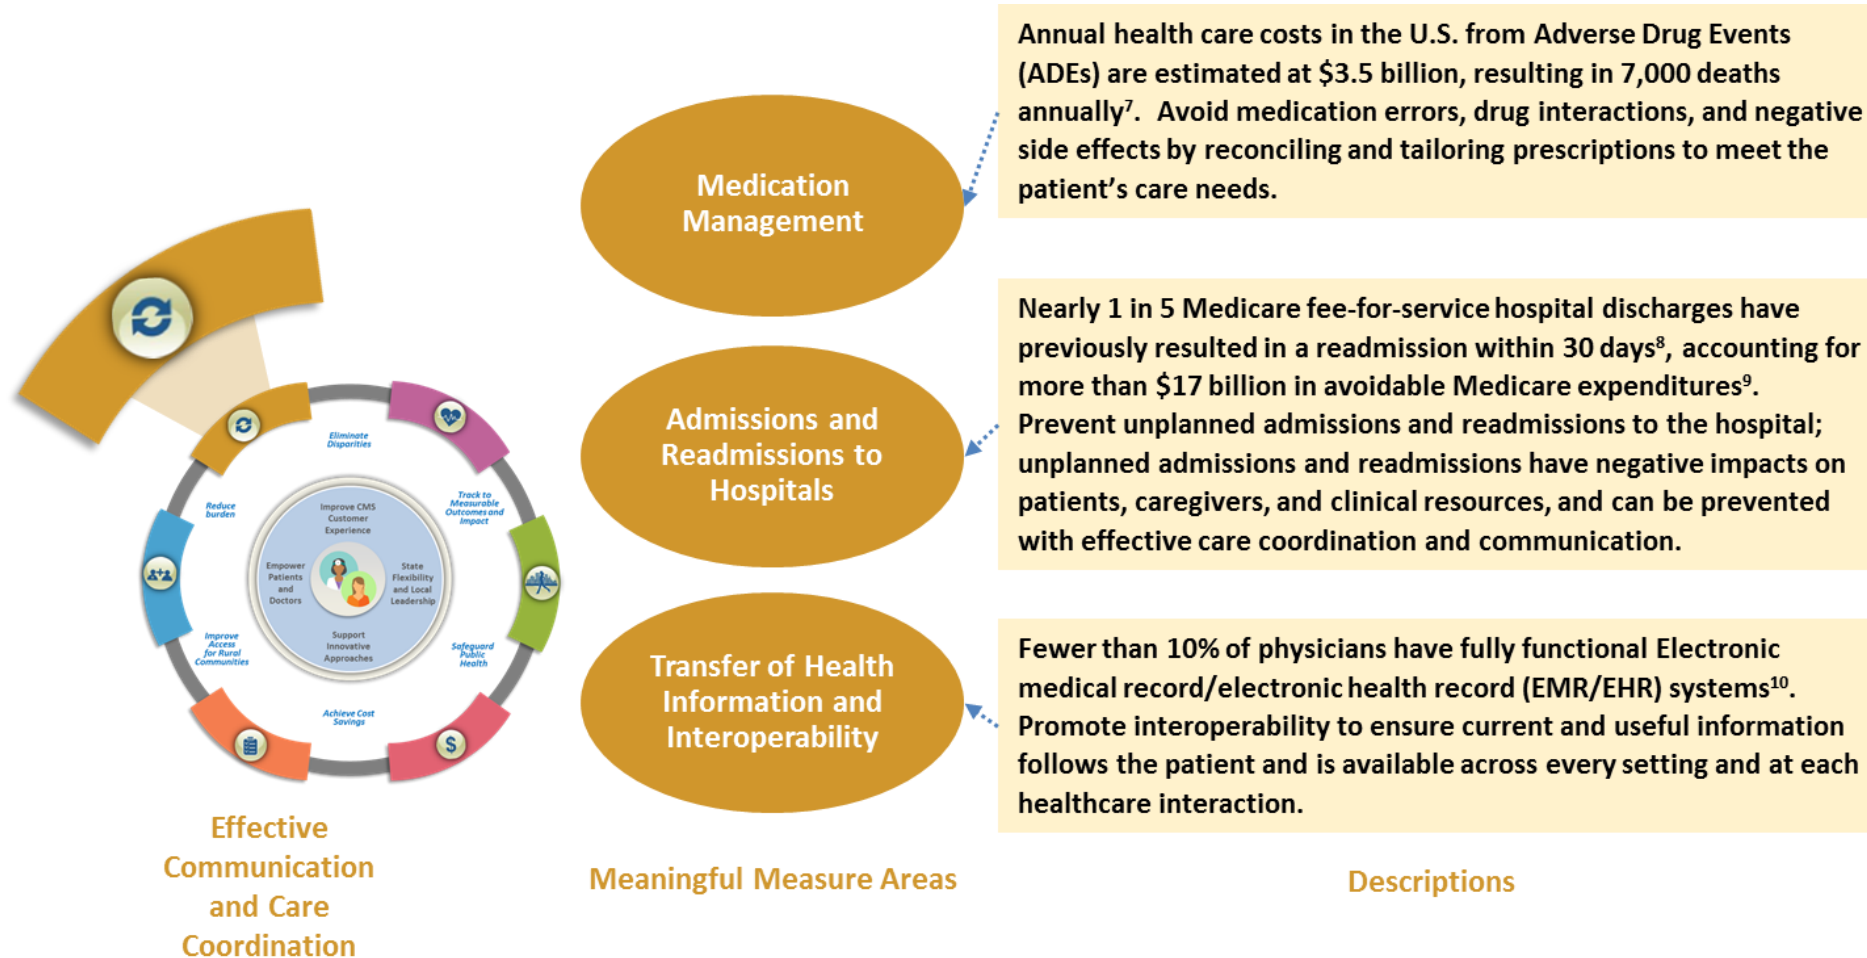 Annual health care costs in the U.S. from Adverse Drug Events
(ADEs) are estimated at $3.5 billion, resulting in 7,000 deaths
annually⁷. Avoid medication errors, drug interactions, and negative
side effects by reconciling and tailoring prescriptions to meet the
patient’s care needs.
Medication
Management
Nearly 1 in 5 Medicare fee-for-service hospital discharges have
previously resulted in a readmission within 30 days⁸, accounting for
more than $17 billion in avoidable Medicare expenditures⁹.
Prevent unplanned admissions and readmissions to the hospital;
unplanned admissions and readmissions have negative impacts on
patients, caregivers, and clinical resources, and can be prevented
with effective care coordination and communication.
Admissions and
Readmissions to
Hospitals
Fewer than 10% of physicians have fully functional Electronic
medical record/electronic health record (EMR/EHR) systems¹⁰.
Promote interoperability to ensure current and useful information
follows the patient and is available across every setting and at each
healthcare interaction.
Transfer of Health
Information and
Interoperability
Eliminate
Disparities
Track to
Measurable
Outcomes and
Impact
Reduce
burden
Improve CMS
Customer
Experience
Empower
Patients
and
Doctors
State
Flexibility
and Local
Leadership
Support
Innovative
Approaches
Improve
Access
for Rural
Communities
Safeguard
Public
Health
Achieve Cost
Savings
$
Effective
Communication
and Care
Coordination
Meaningful Measure Areas
Descriptions